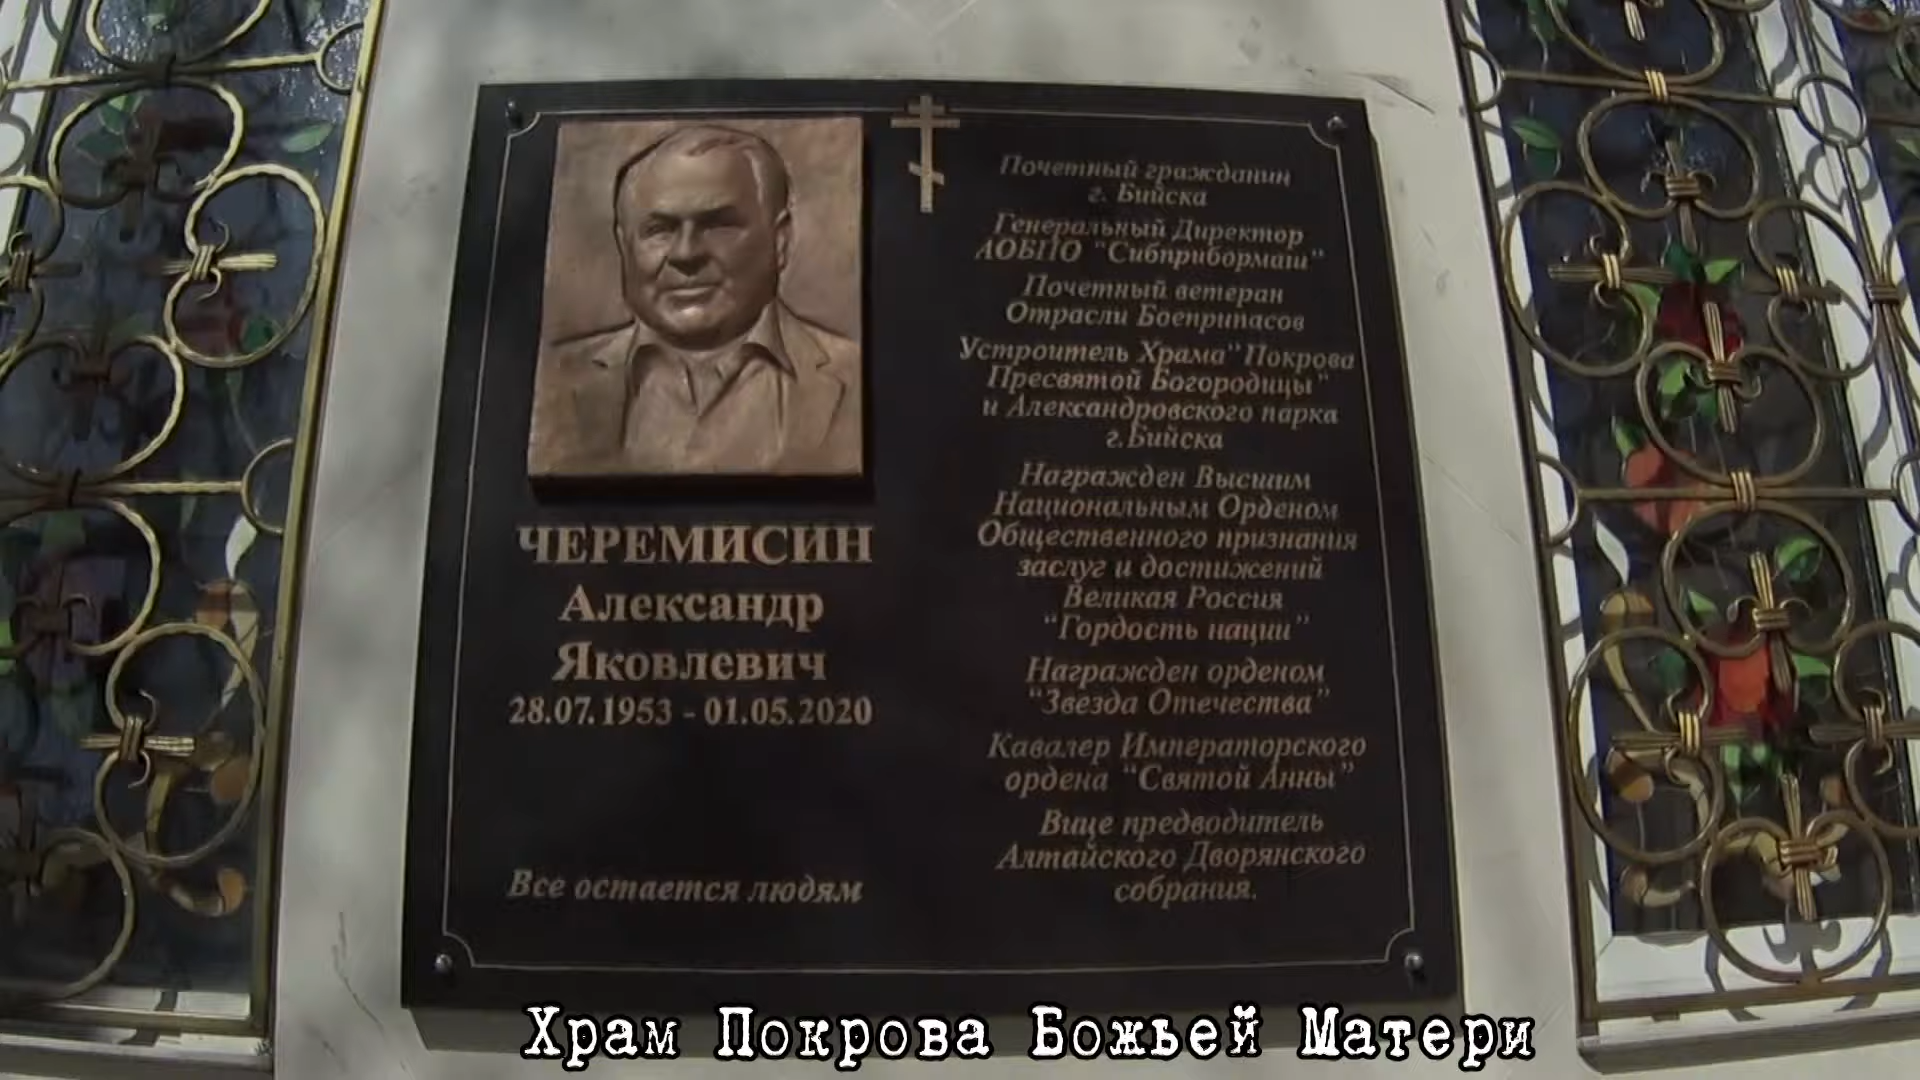 ЧЕРЕМИСИН
Александр
Яковлевич
28.07.1953 - 01.05.2020
Все остается людям
Почетный гражданин
г. Бийска
Генеральный Директор
АОБПО "Сибприбормаш"
Почетный ветеран
Отрасли Боеприпасов
Устроитель Храма"Покрова
Пресвятой Богородицы"
и Александровского парка
г.Бийска
Награжден Высшим
Национальным Орденом
Общественного признания
заслуг и достижений
Великая Россия
"Гордость нации"
Награжден орденом
"Звезда Отечества"
Кавалер Императорского
ордена "Святой Анны"
Вице предводитель
Алтайского Дворянского
собрания.
Храм Покрова Божьей Матери